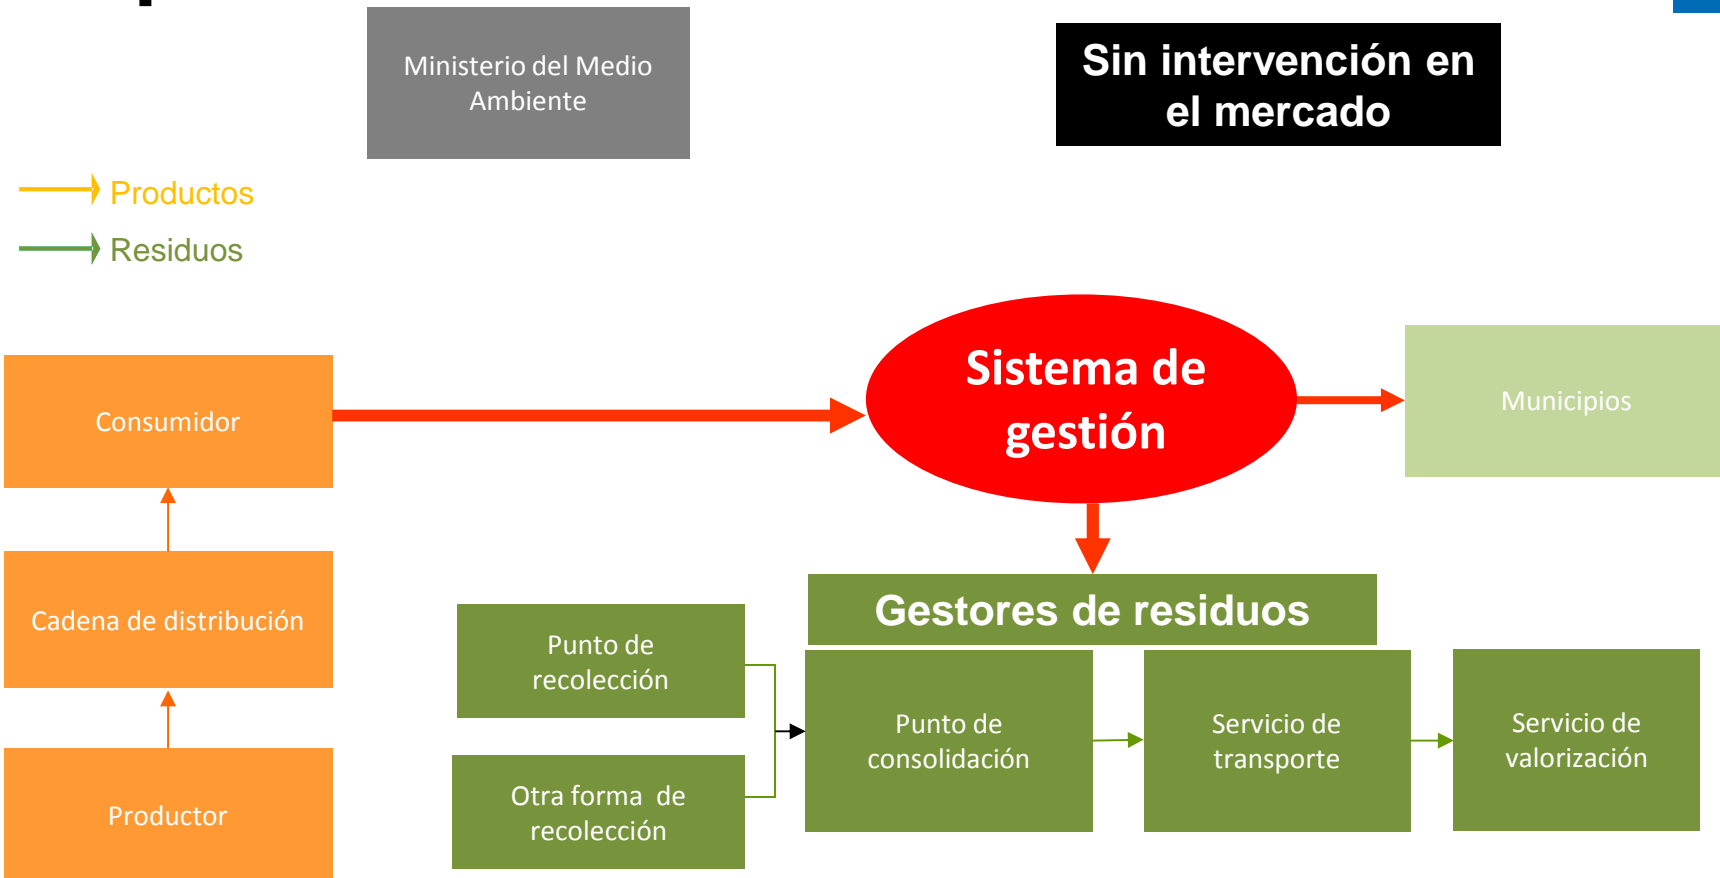 Ministerio del Medio
Ambiente
Sin intervención en
el mercado
Productos
Residuos
Sistema de
gestión
Municipios
Consumidor
Cadena de distribución
Productor
Gestores de residuos
Punto de
recolección
Otra forma  de
recolección
Punto de
consolidación
Servicio de
transporte
Servicio de
valorización